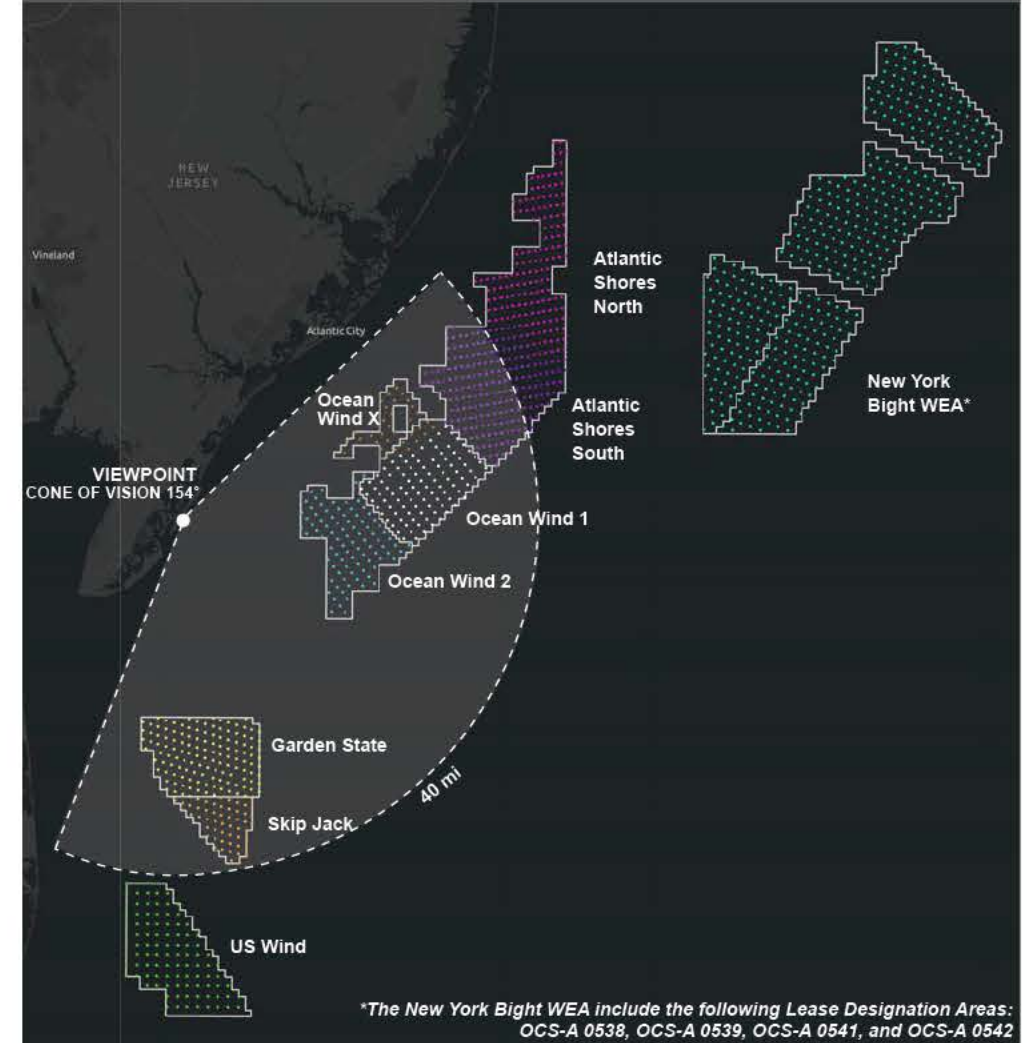 NEW
JERSEY
Vineland
Atlantic City
Atlantic
Shores
North
New York
Bight WEA*
Ocean
Wind X
Atlantic
Shores
South
VIEWPOINT
CONE OF VISION 154°
Ocean Wind 1
Ocean Wind 2
Garden State
40 mi
Skip Jack
US Wind
*The New York Bight WEA include the following Lease Designation Areas:
OCS-A 0538, OCS-A 0539, OCS-A 0541, and OCS-A 0542